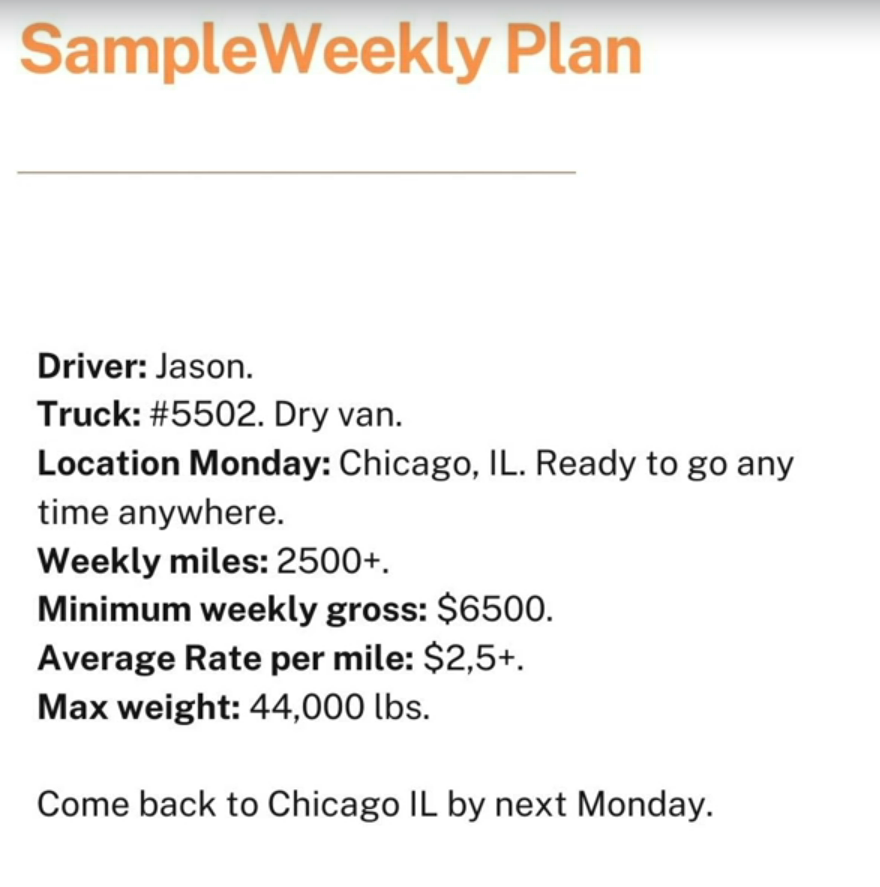 SampleWeekly Plan
Driver: Jason.
Truck: #5502. Dry van.
Location Monday: Chicago, IL. Ready to go any
time anywhere.
Weekly miles: 2500+.
Minimum weekly gross: $6500.
Average Rate per mile: $2,5+.
Max weight: 44,000 lbs.
Come back to Chicago IL by next Monday.